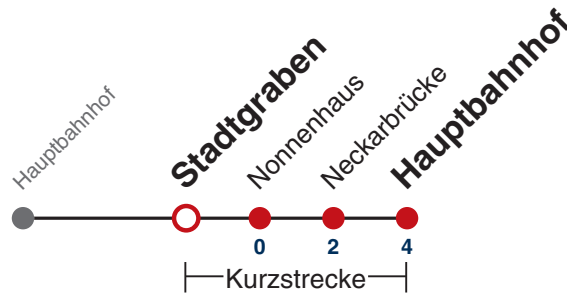 Hauptbahnhof
Stadtgraben
Nonnenhaus
Neckarbrücke
Hauptbahnhof
0 2 4
Kurzstrecke